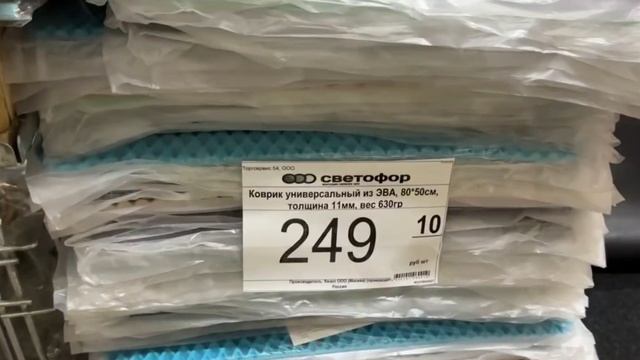 Торгсервис 54, ООО
СВЕТОФОР
Коврик универсальный из ЭВА, 80*50см,
толщина 11мм, вес 630гр
249 10
руб шт
Производитель,
Россия